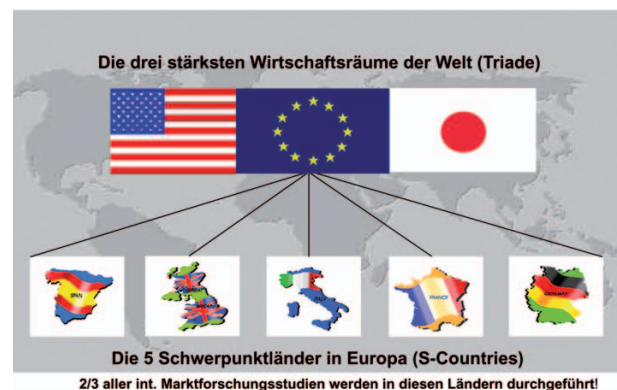 Die drei stärksten Wirtschaftsräume der Welt (Triade)
SPAIN
ITALY
FRANCE
GERMANY
Die 5 Schwerpunktländer in Europa (S-Countries)
2/3 aller int. Marktforschungsstudien werden in diesen Ländern durchgeführt!